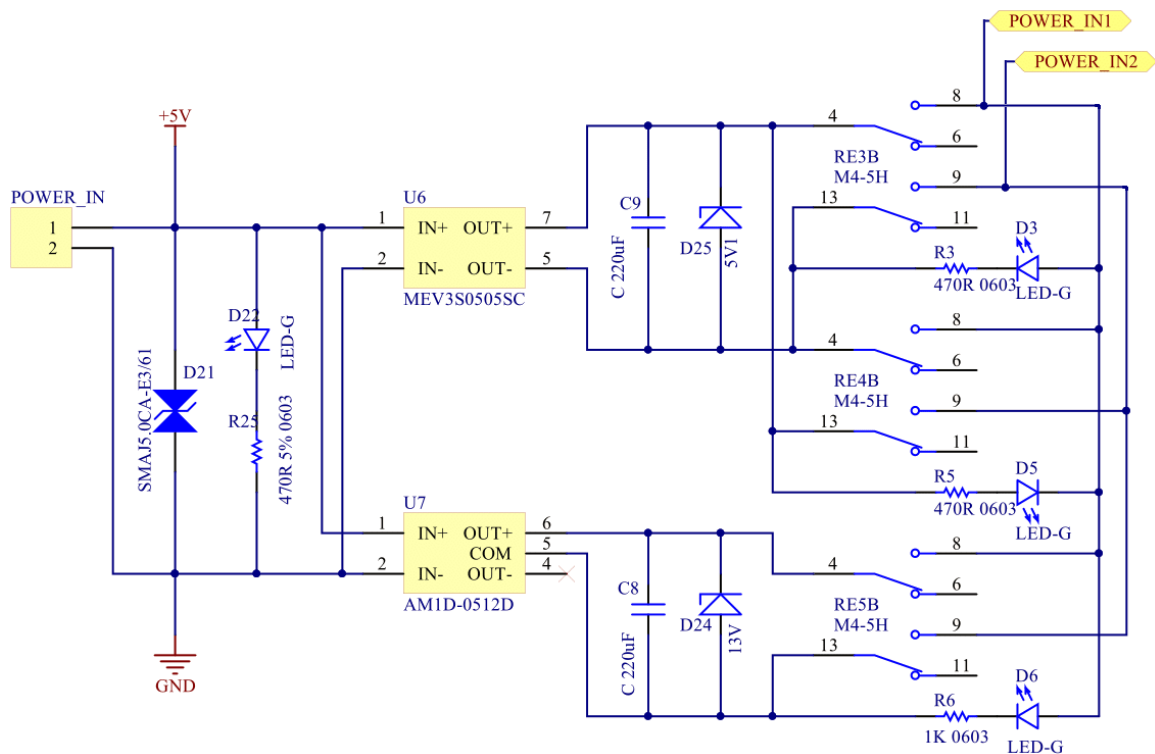 POWER_IN1
POWER_IN2
+5V
POWER_IN
1
2
D21
SMAJ5.0CA-E3/61
D22
LED-G
R25
470R 5% 0603
GND
U6
1 IN+ OUT+ 7
2 IN- OUT- 5
MEV3S0505SC
U7
1 IN+ OUT+ 6
COM 5
2 IN- OUT- 4
AM1D-0512D
C9
C 220uF
D25
5V1
C8
C 220uF
D24
13V
8
4
6
RE3B
M4-5H
9
13
11
R3
470R 0603
D3
LED-G
8
4
6
RE4B
M4-5H
9
13
11
R5
470R 0603
D5
LED-G
8
4
6
RE5B
M4-5H
9
13
11
R6
1K 0603
D6
LED-G